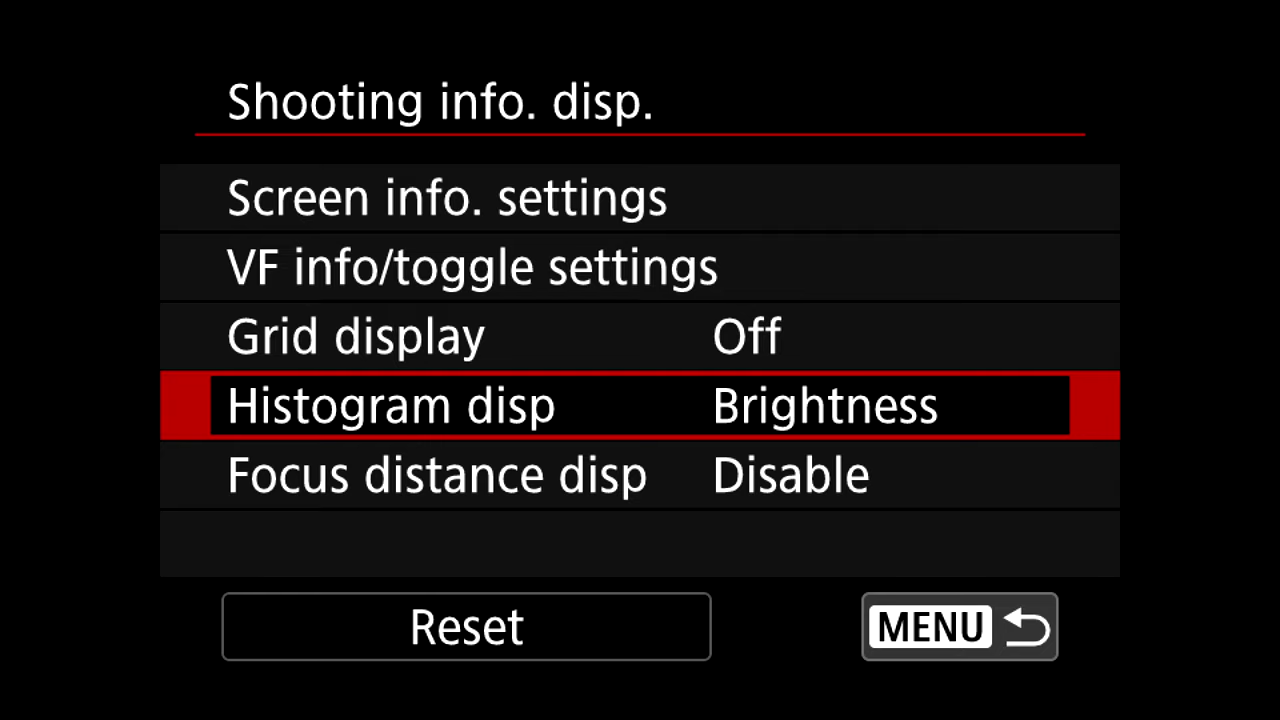 Shooting info. disp.
Screen info. settings
VF info/toggle settings
Grid display Off
Histogram disp Brightness
Focus distance disp Disable
Reset MENU